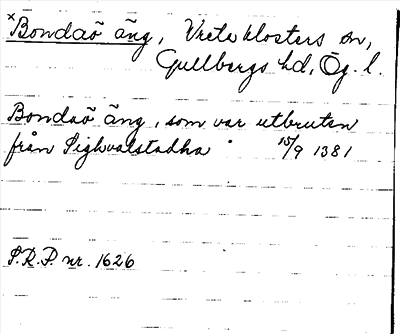 ×Bondaö äng, Vreta klosters sn,
Gullbergs hd, Ög. l.
Bondaö äng, som var utbruten
från Sighvalstadha 15/9 1381
S.R.P. nr. 1626